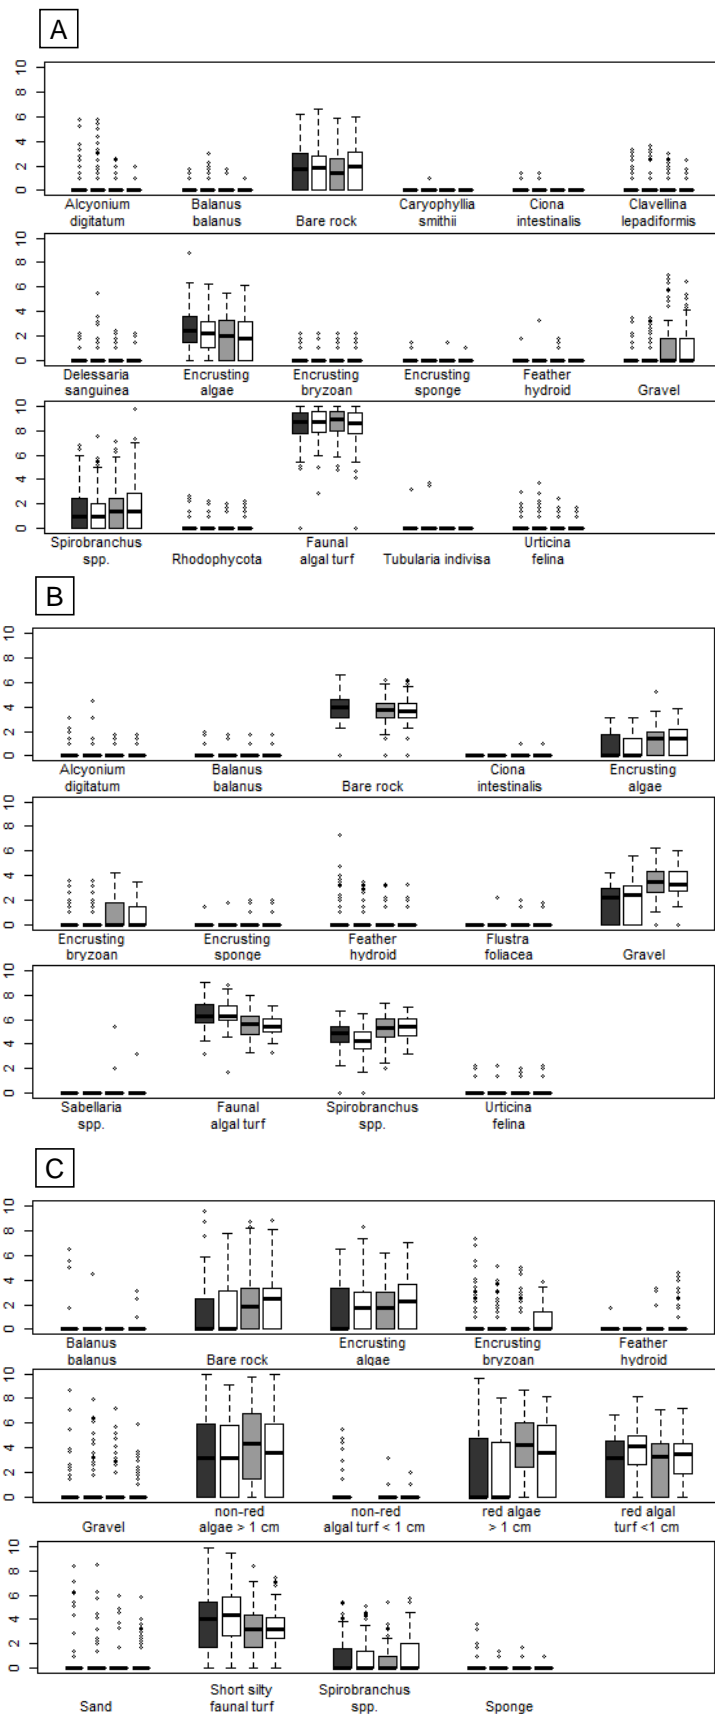 A
0 2 4 6 8 10
Alcyonium Balanus Caryophyllia Ciona Clavellina
digitatum balanus Bare rock smithii intestinalis lepadiformis
0 2 4 6 8 10
Delessaria Encrusting Encrusting Encrusting Feather
sanguinea algae bryozoan sponge hydroid Gravel
0 2 4 6 8 10
Spirobranchus Faunal Urticina
spp. Rhodophycota algal turf Tubularia indivisa felina
B
0 2 4 6 8 10
Alcyonium Balanus Ciona Encrusting
digitatum balanus Bare rock intestinalis algae
0 2 4 6 8 10
Encrusting Encrusting Feather Flustra
bryozoan sponge hydroid foliacea Gravel
0 2 4 6 8 10
Sabellaria Faunal Spirobranchus Urticina
spp. algal turf spp. felina
C
0 2 4 6 8 10
Balanus Encrusting Encrusting Feather
balanus Bare rock algae bryozoan hydroid
0 2 4 6 8 10
non-red non-red red algae red algal
Gravel algae > 1 cm algal turf < 1 cm > 1 cm turf <1 cm
0 2 4 6 8 10
Short silty Spirobranchus
Sand faunal turf spp. Sponge